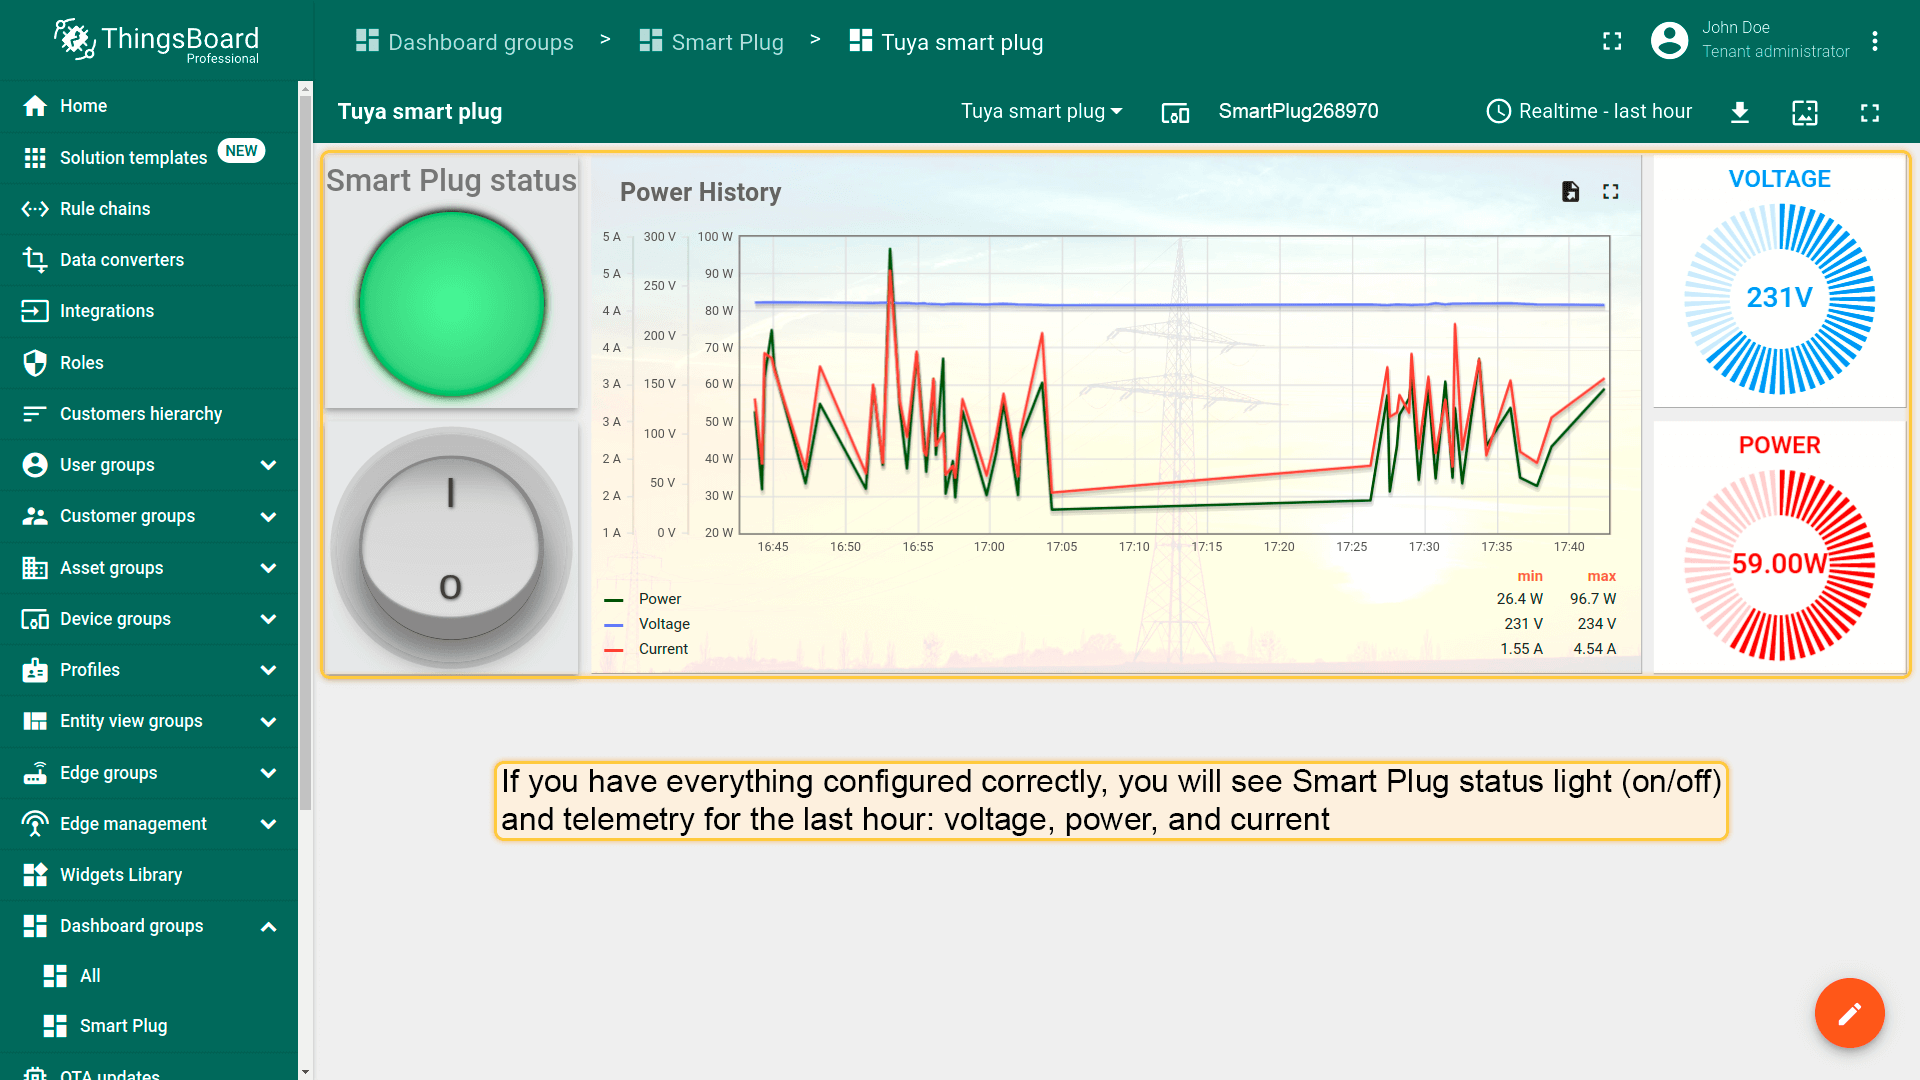 ThingsBoard
Professional
Dashboard groups > Smart Plug > Tuya smart plug
John Doe
Tenant administrator
Tuya smart plug
Tuya smart plug
SmartPlug268970
Realtime - last hour
Home
Solution templates NEW
Rule chains
Data converters
Integrations
Roles
Customers hierarchy
User groups
Customer groups
Asset groups
Device groups
Profiles
Entity view groups
Edge groups
Edge management
Widgets Library
Dashboard groups
All
Smart Plug
OTA updates
Smart Plug status
I
O
Power History
5 A 300 V 100 W
5 A 90 W
250 V
4 A 80 W
200 V
4 A 70 W
3 A 150 V 60 W
3 A 50 W
100 V
2 A 40 W
50 V
2 A 30 W
1 A 0 V 20 W
16:45 16:50 16:55 17:00 17:05 17:10 17:15 17:20 17:25 17:30 17:35 17:40
min max
Power 26.4 W 96.7 W
Voltage 231 V 234 V
Current 1.55 A 4.54 A
VOLTAGE
231V
POWER
59.00W
If you have everything configured correctly, you will see Smart Plug status light (on/off)
and telemetry for the last hour: voltage, power, and current